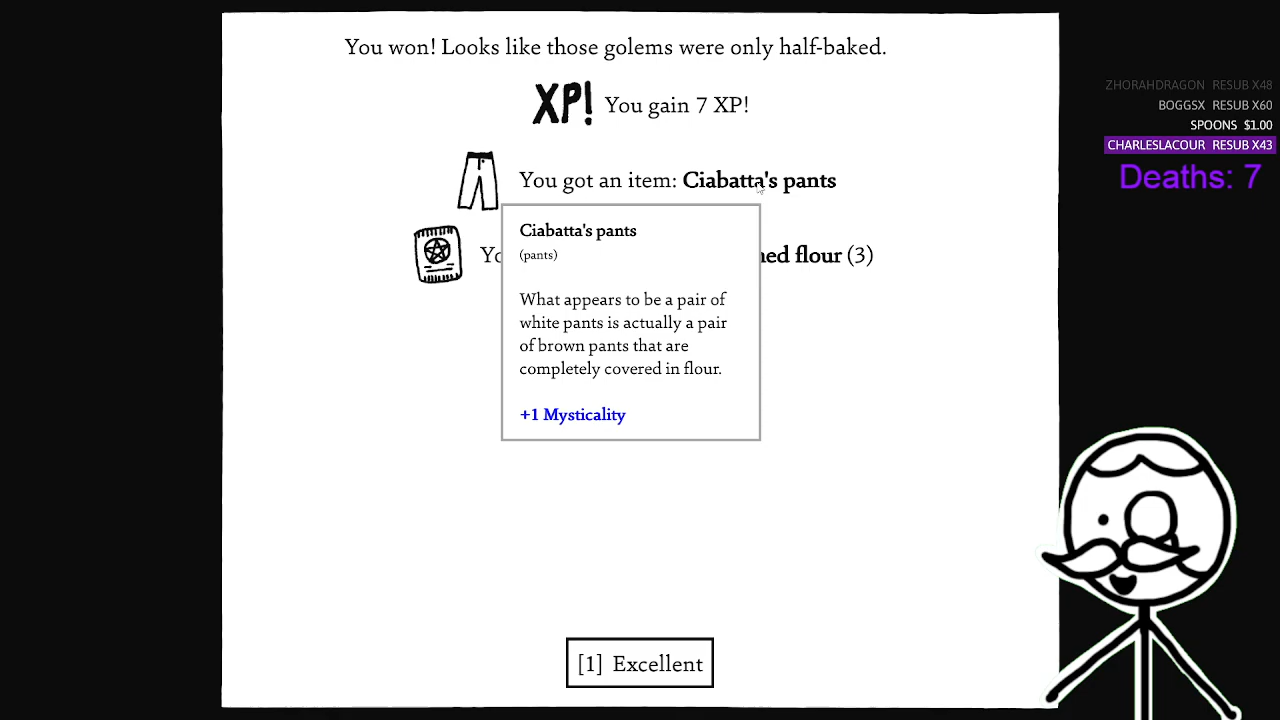 You won! Looks like those golems were only half-baked.
XP! You gain 7 XP!
You got an item: Ciabatta's pants
(3)
Ciabatta's pants
(pants)
What appears to be a pair of
white pants is actually a pair
of brown pants that are
completely covered in flour.
+1 Mysticality
flour
[1] Excellent
ZHORAHDRAGON RESUB X48
BOGGSX RESUB X60
SPOONS $1.00
CHARLESLACOUR RESUB X43
Deaths: 7